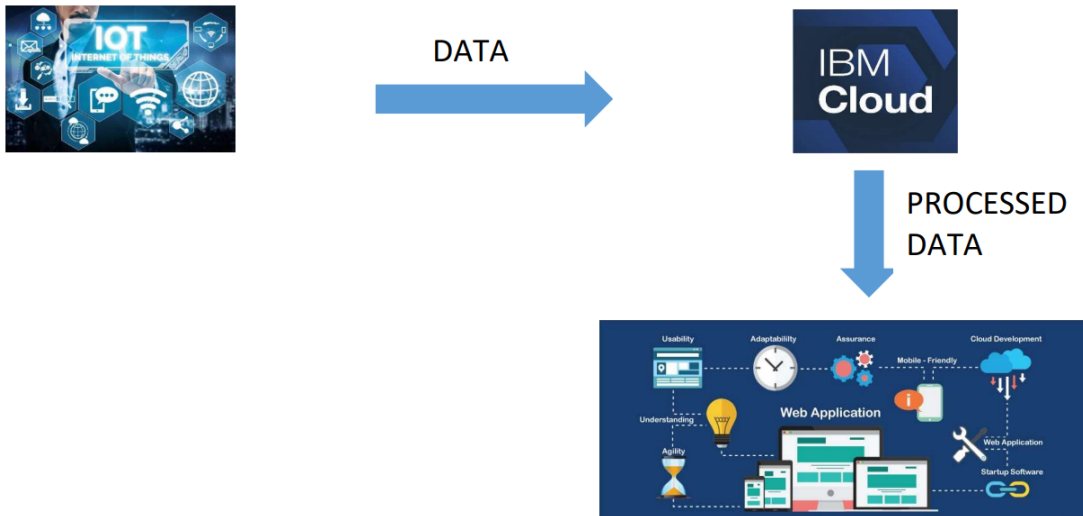 IOT
INTERNET OF THINGS
DATA
IBM
Cloud
PROCESSED
DATA
Usability
Adaptability
Assurance
Cloud Development
Mobile - Friendly
Understanding
Web Application
Web Application
Agility
Startup Software